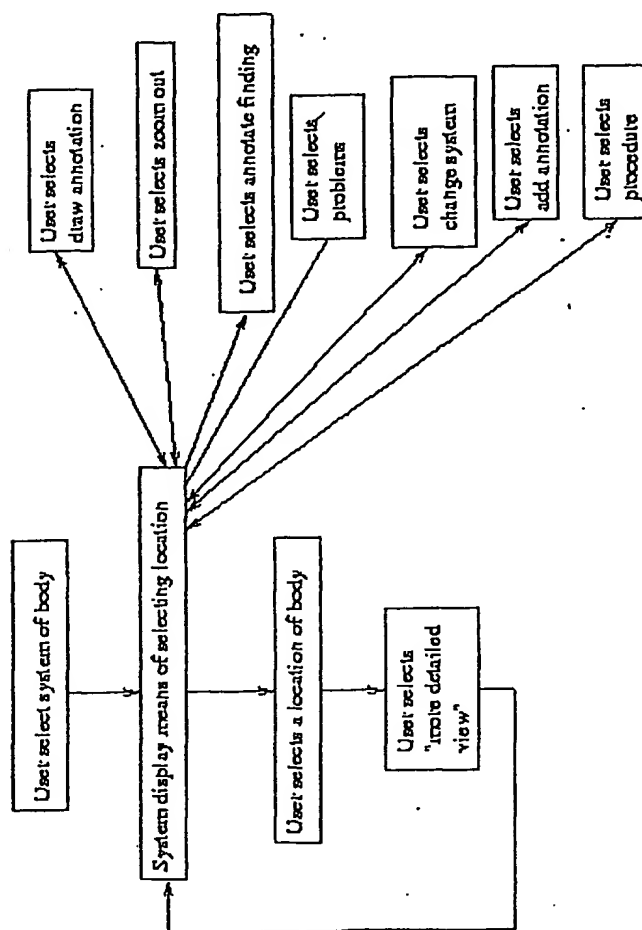 User select system of body
System display means of selecting location
User selects a location of body
User selects
"more detailed
view"
User selects
draw annotation
User selects zoom out
User selects annotate finding
User selects
problems
User selects
change system
User selects
add annotation
User selects
procedure